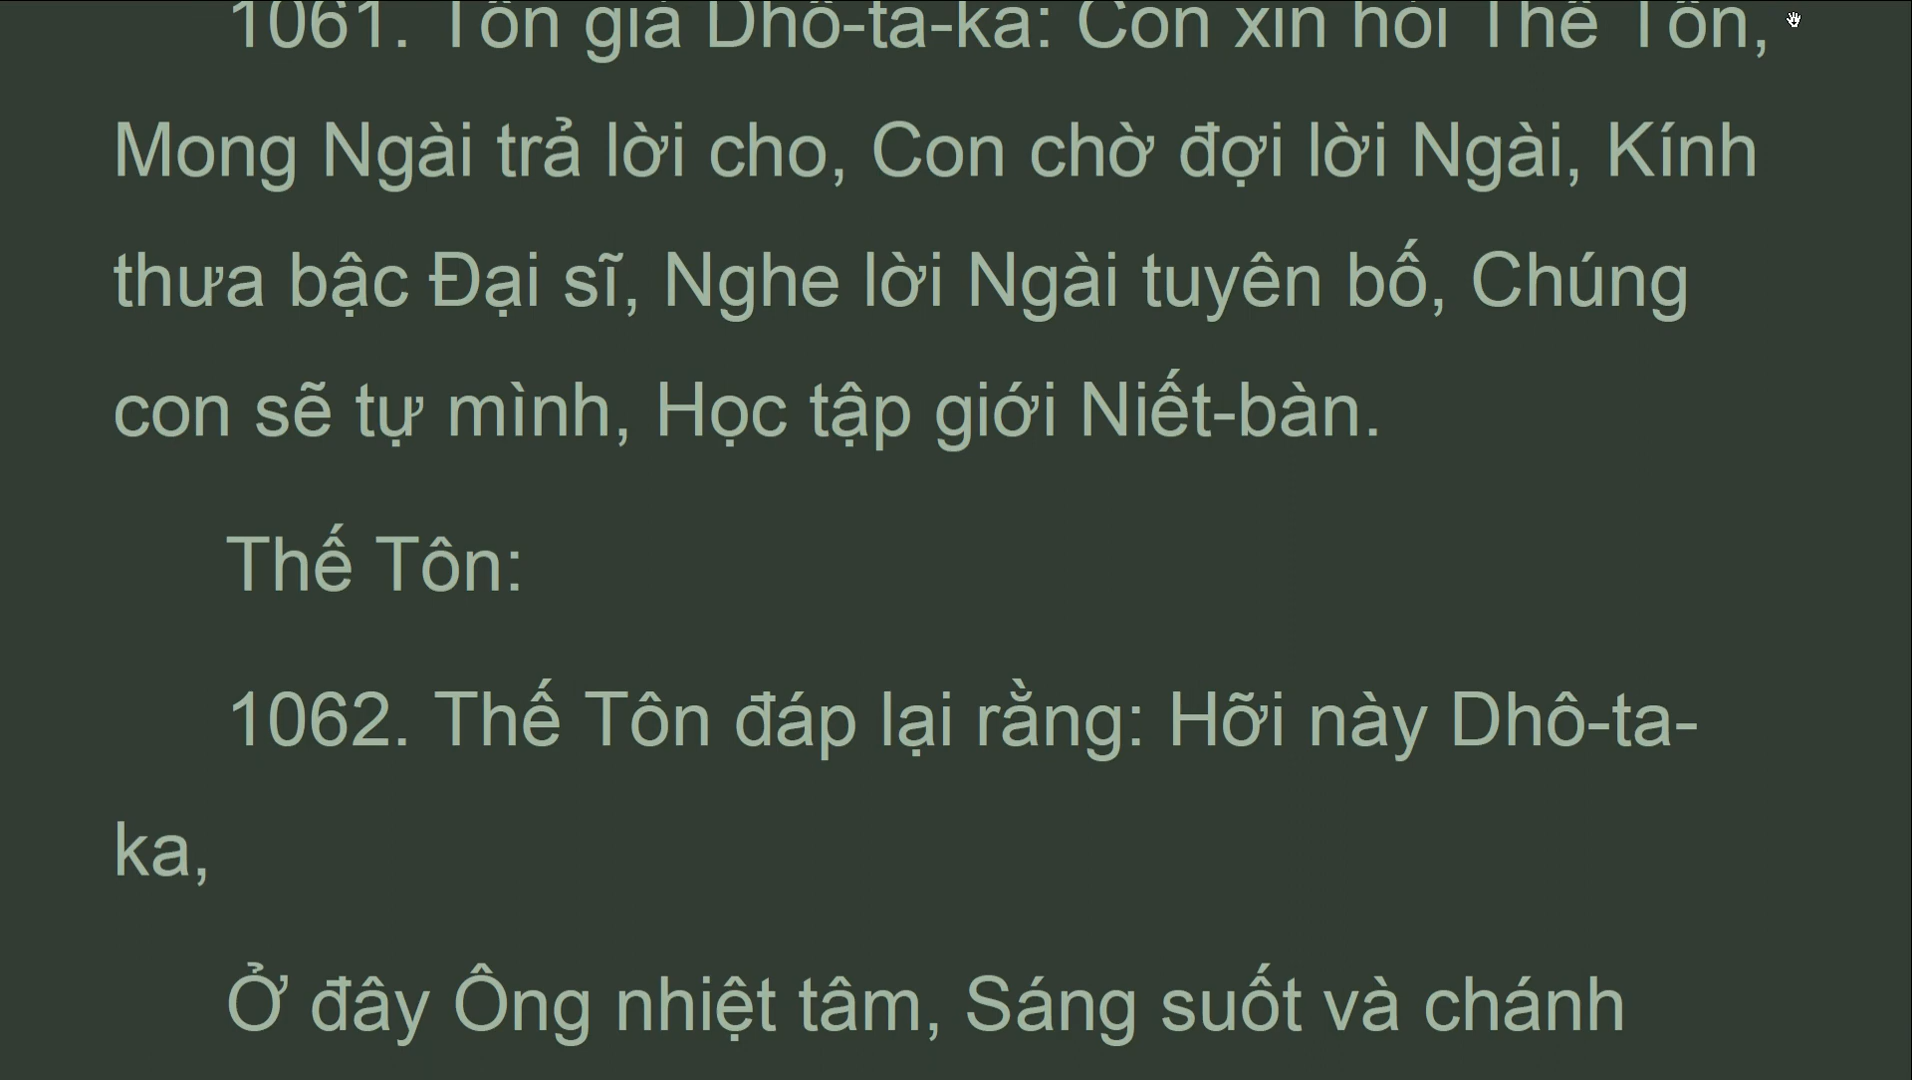 1061. Tôn giả Dhô-ta-ka: Con xin hỏi Thế Tôn,
Mong Ngài trả lời cho, Con chờ đợi lời Ngài, Kính
thưa bậc Đại sĩ, Nghe lời Ngài tuyên bố, Chúng
con sẽ tự mình, Học tập giới Niết-bàn.
Thế Tôn:
1062. Thế Tôn đáp lại rằng: Hỡi này Dhô-ta-
ka,
Ở đây Ông nhiệt tâm, Sáng suốt và chánh